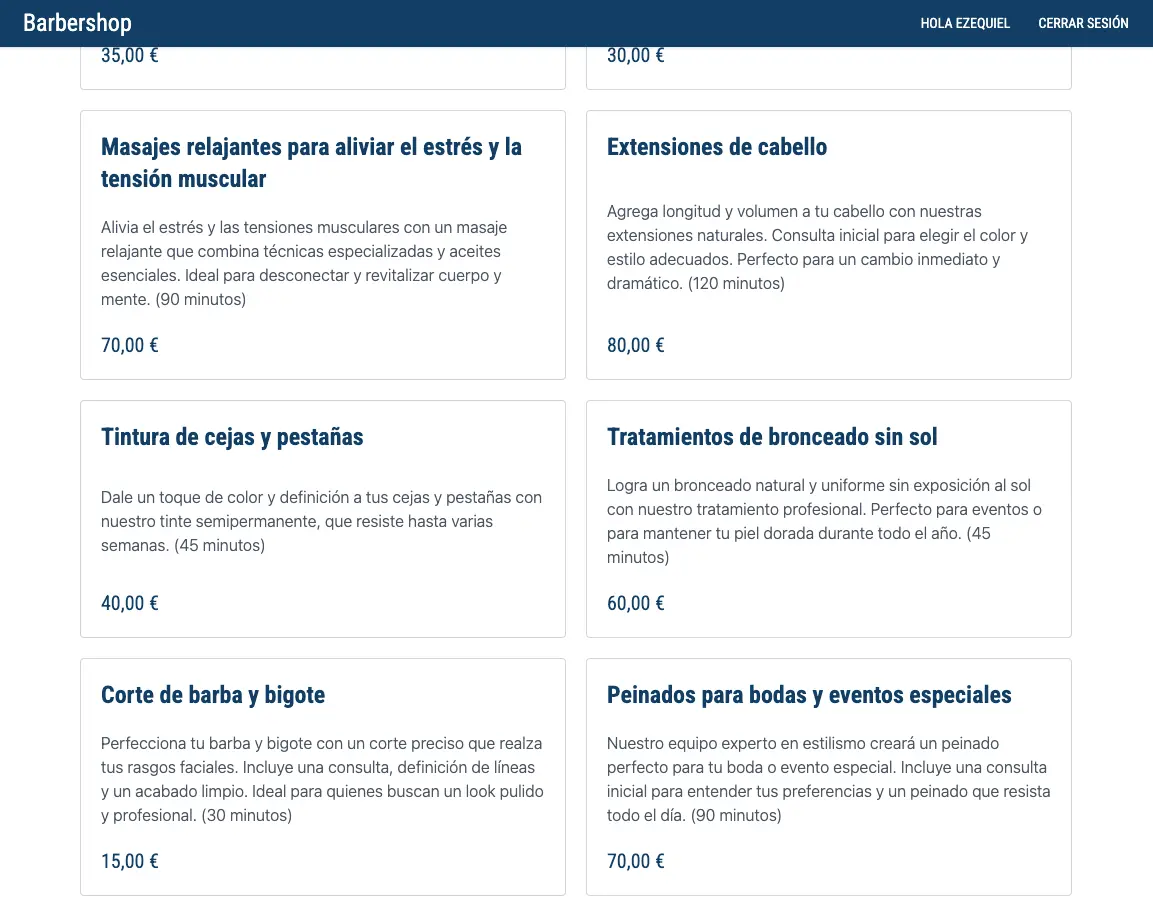 Barbershop
HOLA EZEQUIEL
CERRAR SESIÓN
35,00 €
30,00 €
Masajes relajantes para aliviar el estrés y la
tensión muscular
Alivia el estrés y las tensiones musculares con un masaje
relajante que combina técnicas especializadas y aceites
esenciales. Ideal para desconectar y revitalizar cuerpo y
mente. (90 minutos)
70,00 €
Extensiones de cabello
Agrega longitud y volumen a tu cabello con nuestras
extensiones naturales. Consulta inicial para elegir el color y
estilo adecuados. Perfecto para un cambio inmediato y
dramático. (120 minutos)
80,00 €
Tintura de cejas y pestañas
Dale un toque de color y definición a tus cejas y pestañas con
nuestro tinte semipermanente, que resiste hasta varias
semanas. (45 minutos)
40,00 €
Tratamientos de bronceado sin sol
Logra un bronceado natural y uniforme sin exposición al sol
con nuestro tratamiento profesional. Perfecto para eventos o
para mantener tu piel dorada durante todo el año. (45
minutos)
60,00 €
Corte de barba y bigote
Perfecciona tu barba y bigote con un corte preciso que realza
tus rasgos faciales. Incluye una consulta, definición de líneas
y un acabado limpio. Ideal para quienes buscan un look pulido
y profesional. (30 minutos)
15,00 €
Peinados para bodas y eventos especiales
Nuestro equipo experto en estilismo creará un peinado
perfecto para tu boda o evento especial. Incluye una consulta
inicial para entender tus preferencias y un peinado que resista
todo el día. (90 minutos)
70,00 €